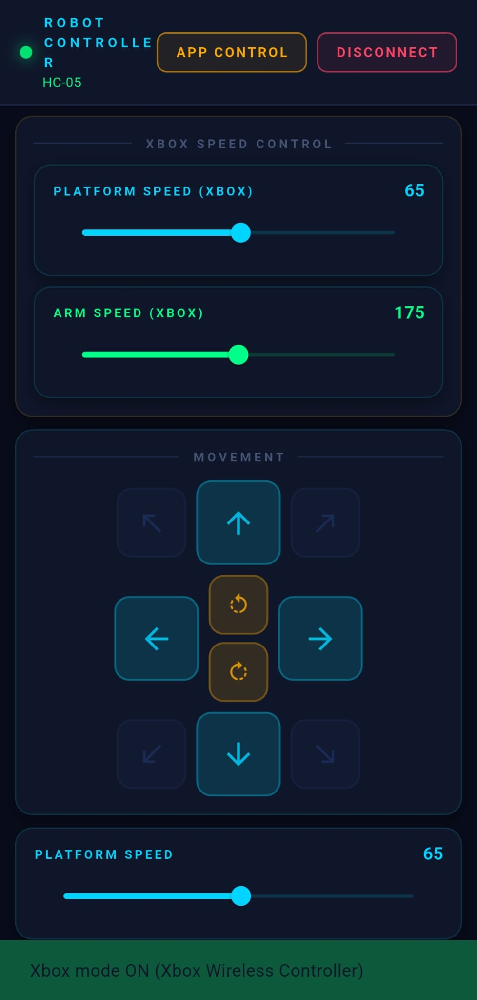 ROBOT
CONTROLLE
R
HC-05
APP CONTROL
DISCONNECT
XBOX SPEED CONTROL
PLATFORM SPEED (XBOX) 65
ARM SPEED (XBOX) 175
MOVEMENT
PLATFORM SPEED 65
Xbox mode ON (Xbox Wireless Controller)